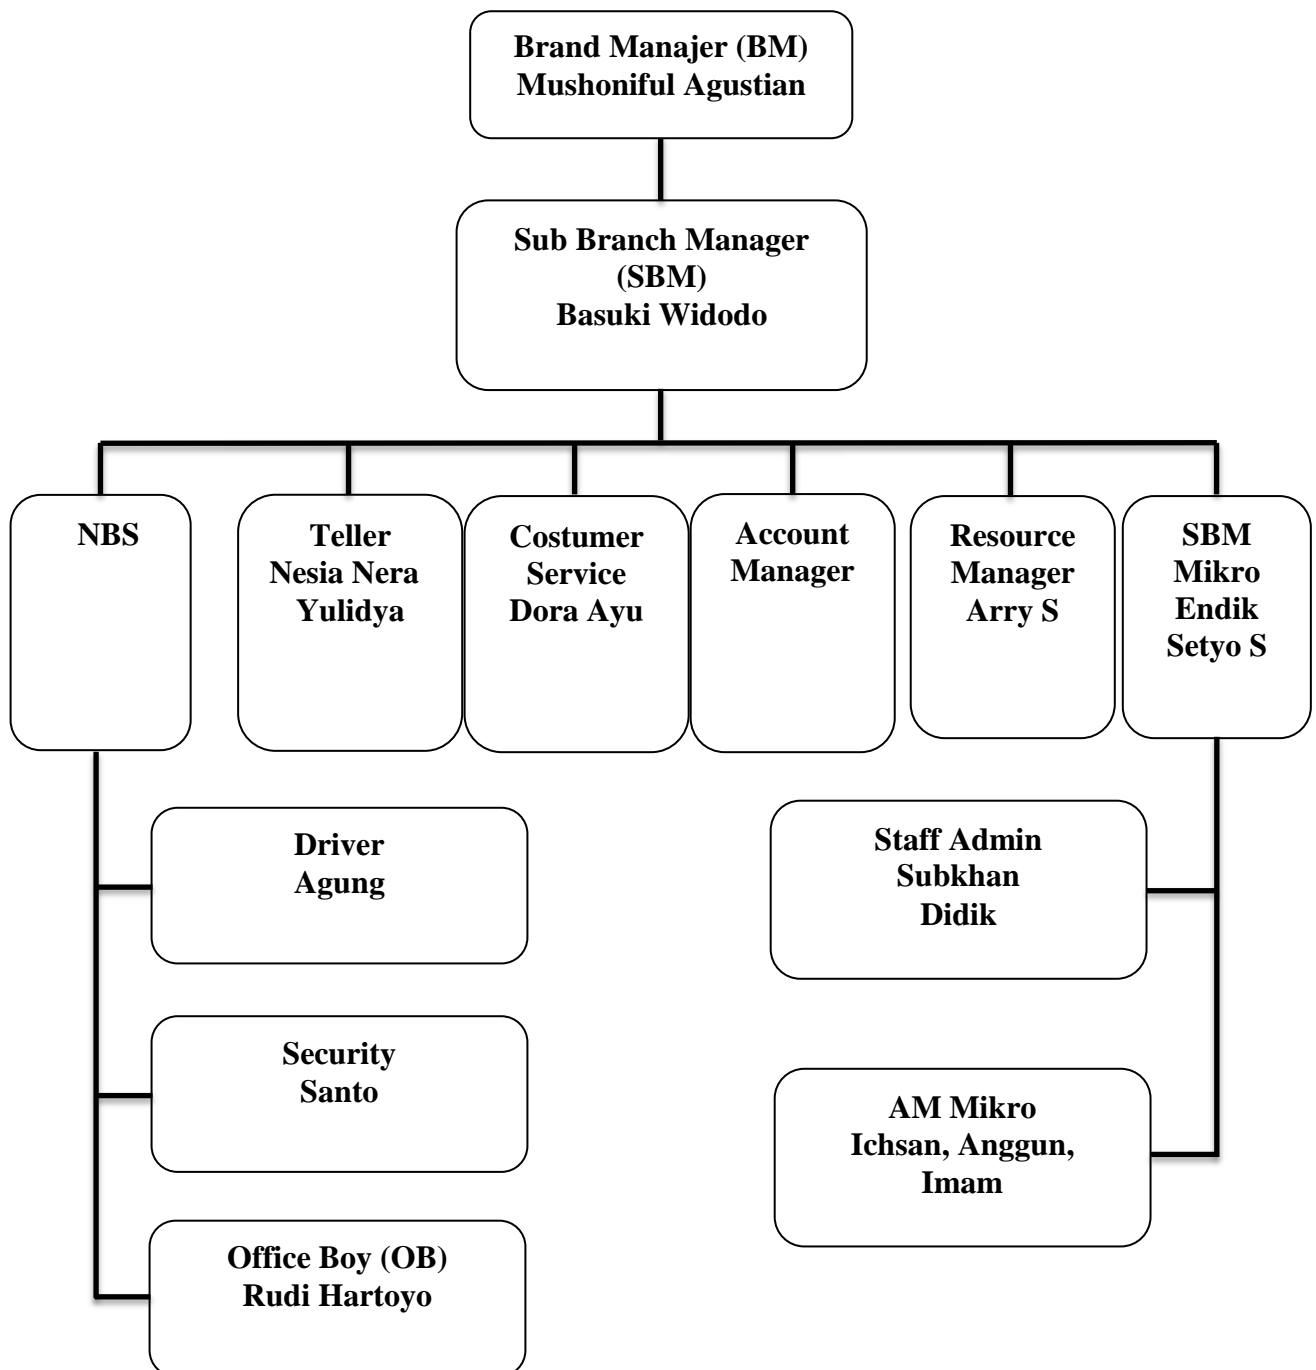 Brand Manajer (BM)
Mushoniful Agustian
Sub Branch Manager
(SBM)
Basuki Widodo
NBS
Teller
Nesia Nera
Yulidya
Costumer
Service
Dora Ayu
Account
Manager
Resource
Manager
Arry S
SBM
Mikro
Endik
Setyo S
Driver
Agung
Staff Admin
Subkhan
Didik
Security
Santo
AM Mikro
Ichsan, Anggun,
Imam
Office Boy (OB)
Rudi Hartoyo